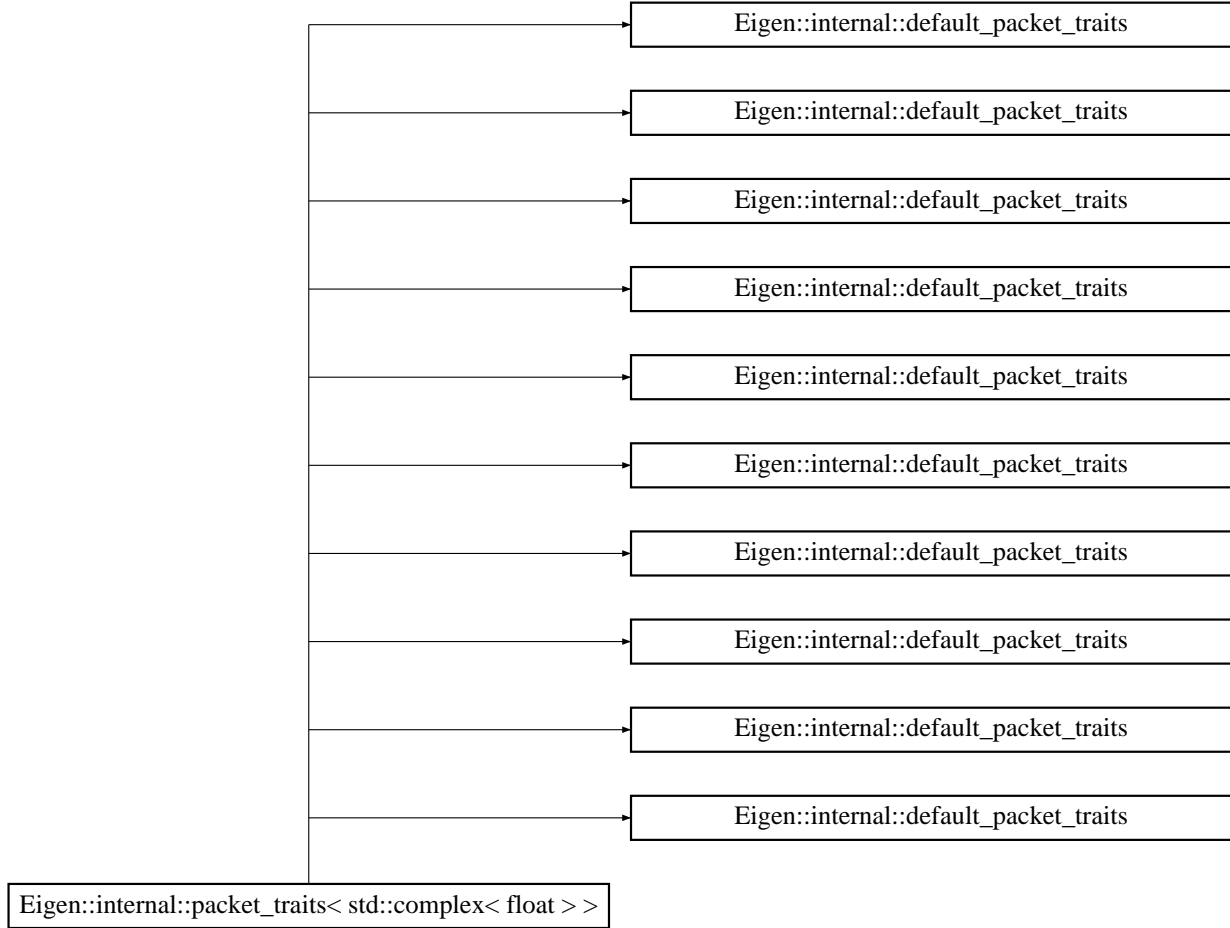 Eigen::internal::default_packet_traits
Eigen::internal::default_packet_traits
Eigen::internal::default_packet_traits
Eigen::internal::default_packet_traits
Eigen::internal::default_packet_traits
Eigen::internal::default_packet_traits
Eigen::internal::default_packet_traits
Eigen::internal::default_packet_traits
Eigen::internal::default_packet_traits
Eigen::internal::default_packet_traits
Eigen::internal::packet_traits< std::complex< float > >